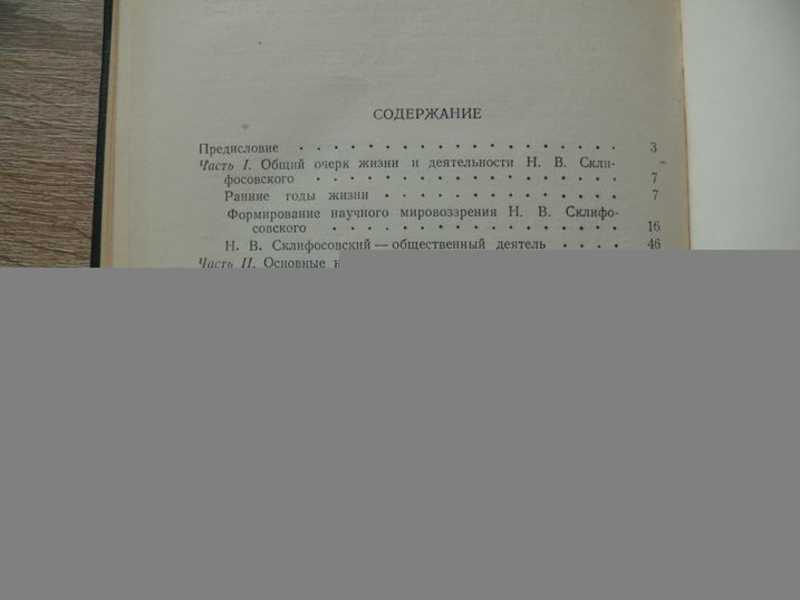 СОДЕРЖАНИЕ
Предисловие . . . . . . . . . . . . . . . . . . . 3
Часть I. Общий очерк жизни и деятельности Н. В. Скли-
фосовского . . . . . . . . . . . . . . . . . . 7
Ранние годы жизни . . . . . . . . . . . . . . 7
Формирование научного мировоззрения Н. В. Склифо-
совского . . . . . . . . . . . . . . . . . 16
Н. В. Склифосовский — общественный деятель . . . . 46
Часть II. Основные